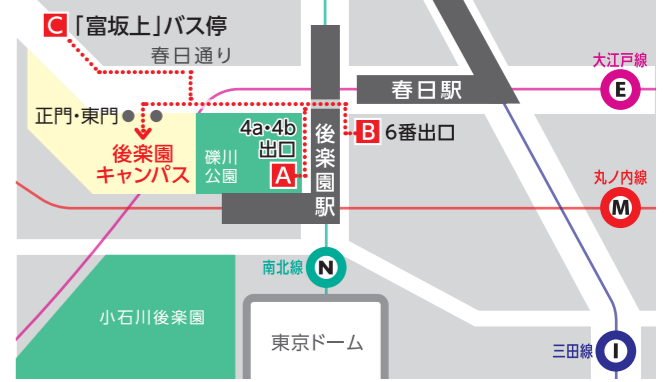 C「富坂上」バス停
春日通り
大江戸線
E
春日駅
正門・東門
4a・4b
出口
B 6番出口
後楽園
キャンパス
礫川
公園
A
後楽園駅
丸ノ内線
M
南北線
N
小石川後楽園
東京ドーム
三田線
I